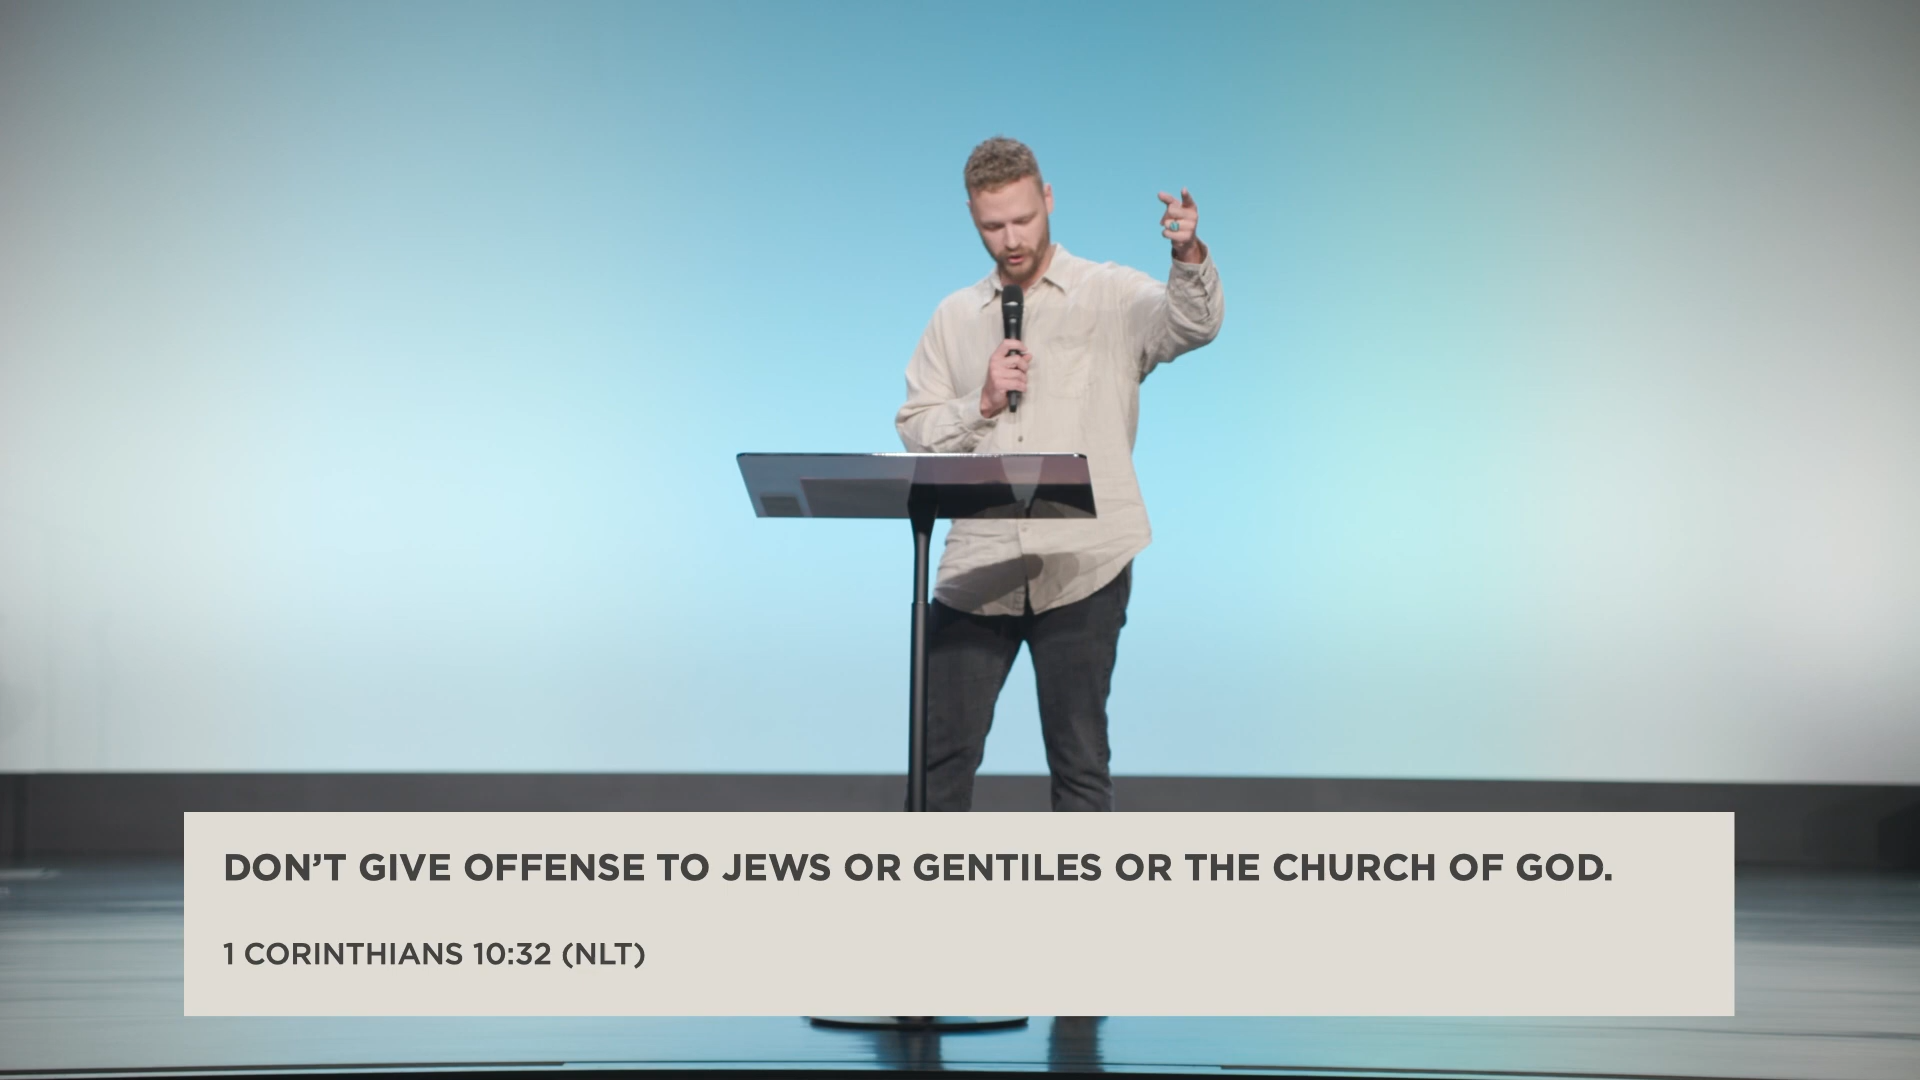 DON’T GIVE OFFENSE TO JEWS OR GENTILES OR THE CHURCH OF GOD.
1 CORINTHIANS 10:32 (NLT)